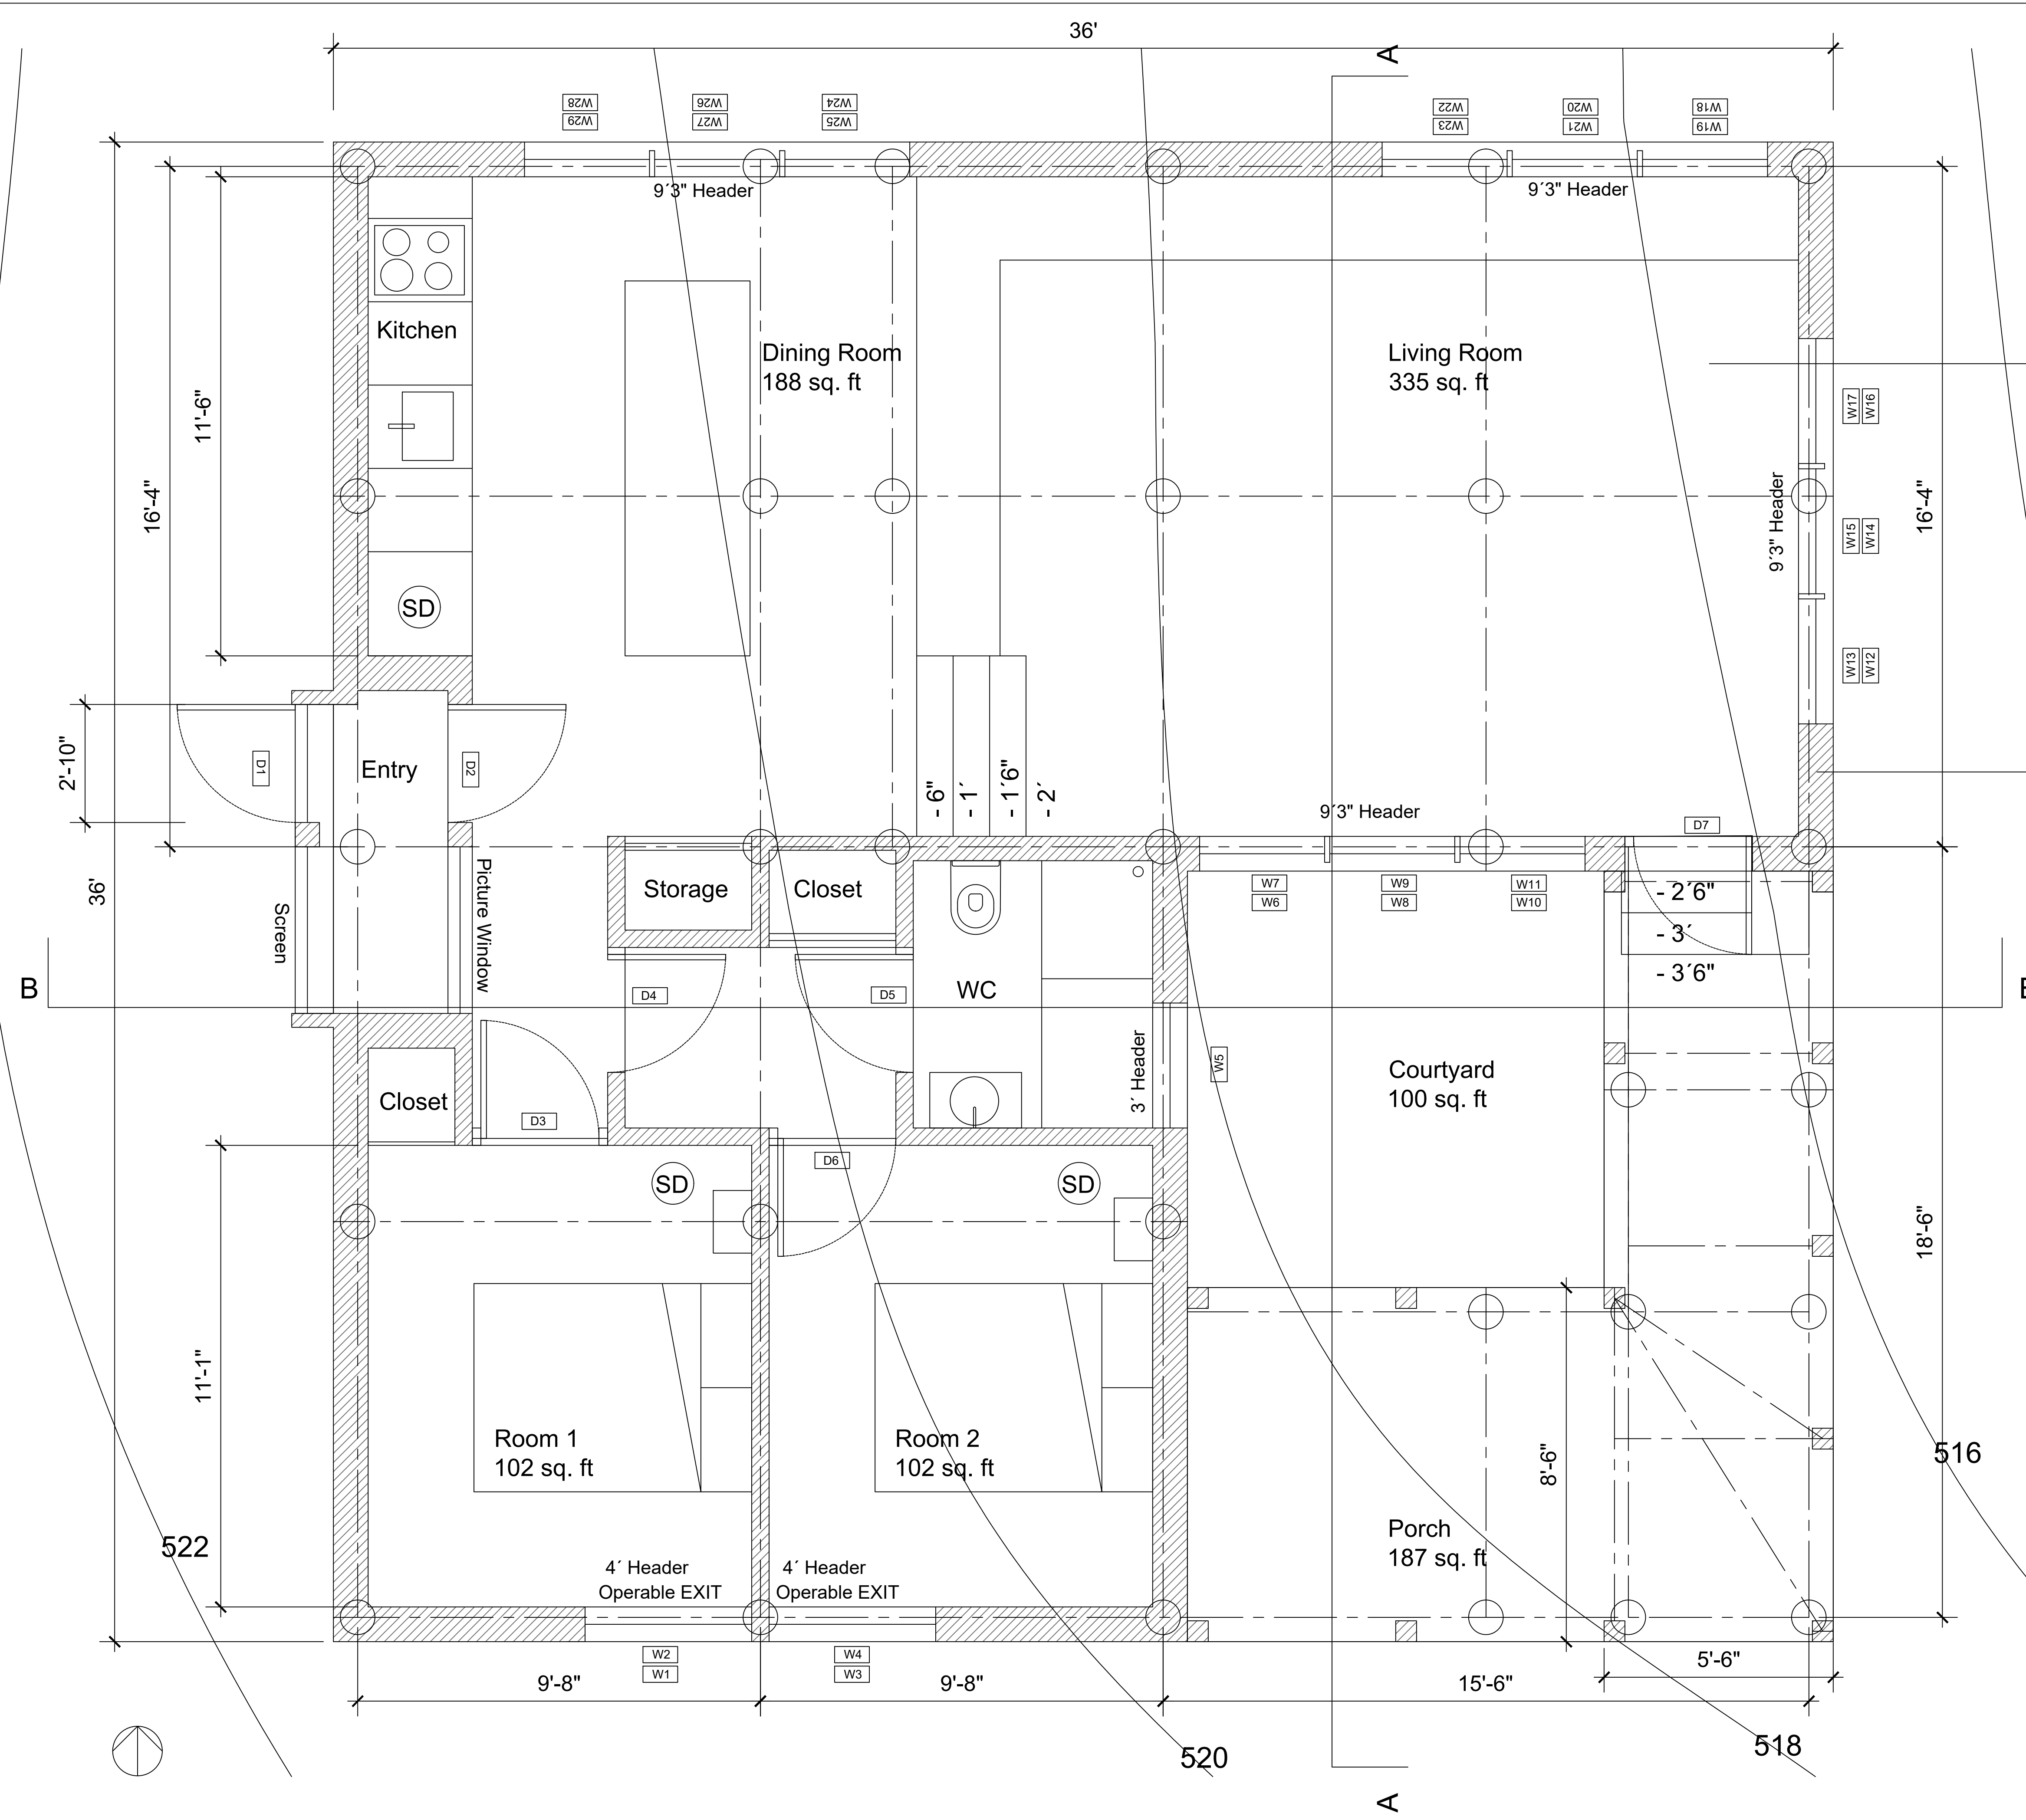 36'
A
W28
W29
W26
W27
W24
W25
W22
W23
W20
W21
W18
W19
9´3" Header
9´3" Header
Kitchen
Dining Room
188 sq. ft
Living Room
335 sq. ft
11'-6"
16'-4"
W17
W16
9´3" Header
W15
W14
16'-4"
SD
W13
W12
2'-10"
D1
Entry
D2
- 6"
- 1´
- 1´6"
- 2´
9´3" Header
D7
36'
Screen
Picture Window
Storage
Closet
W7
W6
W9
W8
W11
W10
- 2´6"
- 3´
- 3´6"
B
D4
D5
WC
3´ Header
W5
Courtyard
100 sq. ft
Closet
D3
D6
SD
SD
18'-6"
11'-1"
Room 1
102 sq. ft
Room 2
102 sq. ft
8'-6"
516
522
Porch
187 sq. ft
4´ Header
Operable EXIT
4´ Header
Operable EXIT
W2
W1
W4
W3
9'-8"
9'-8"
15'-6"
5'-6"
520
518
A